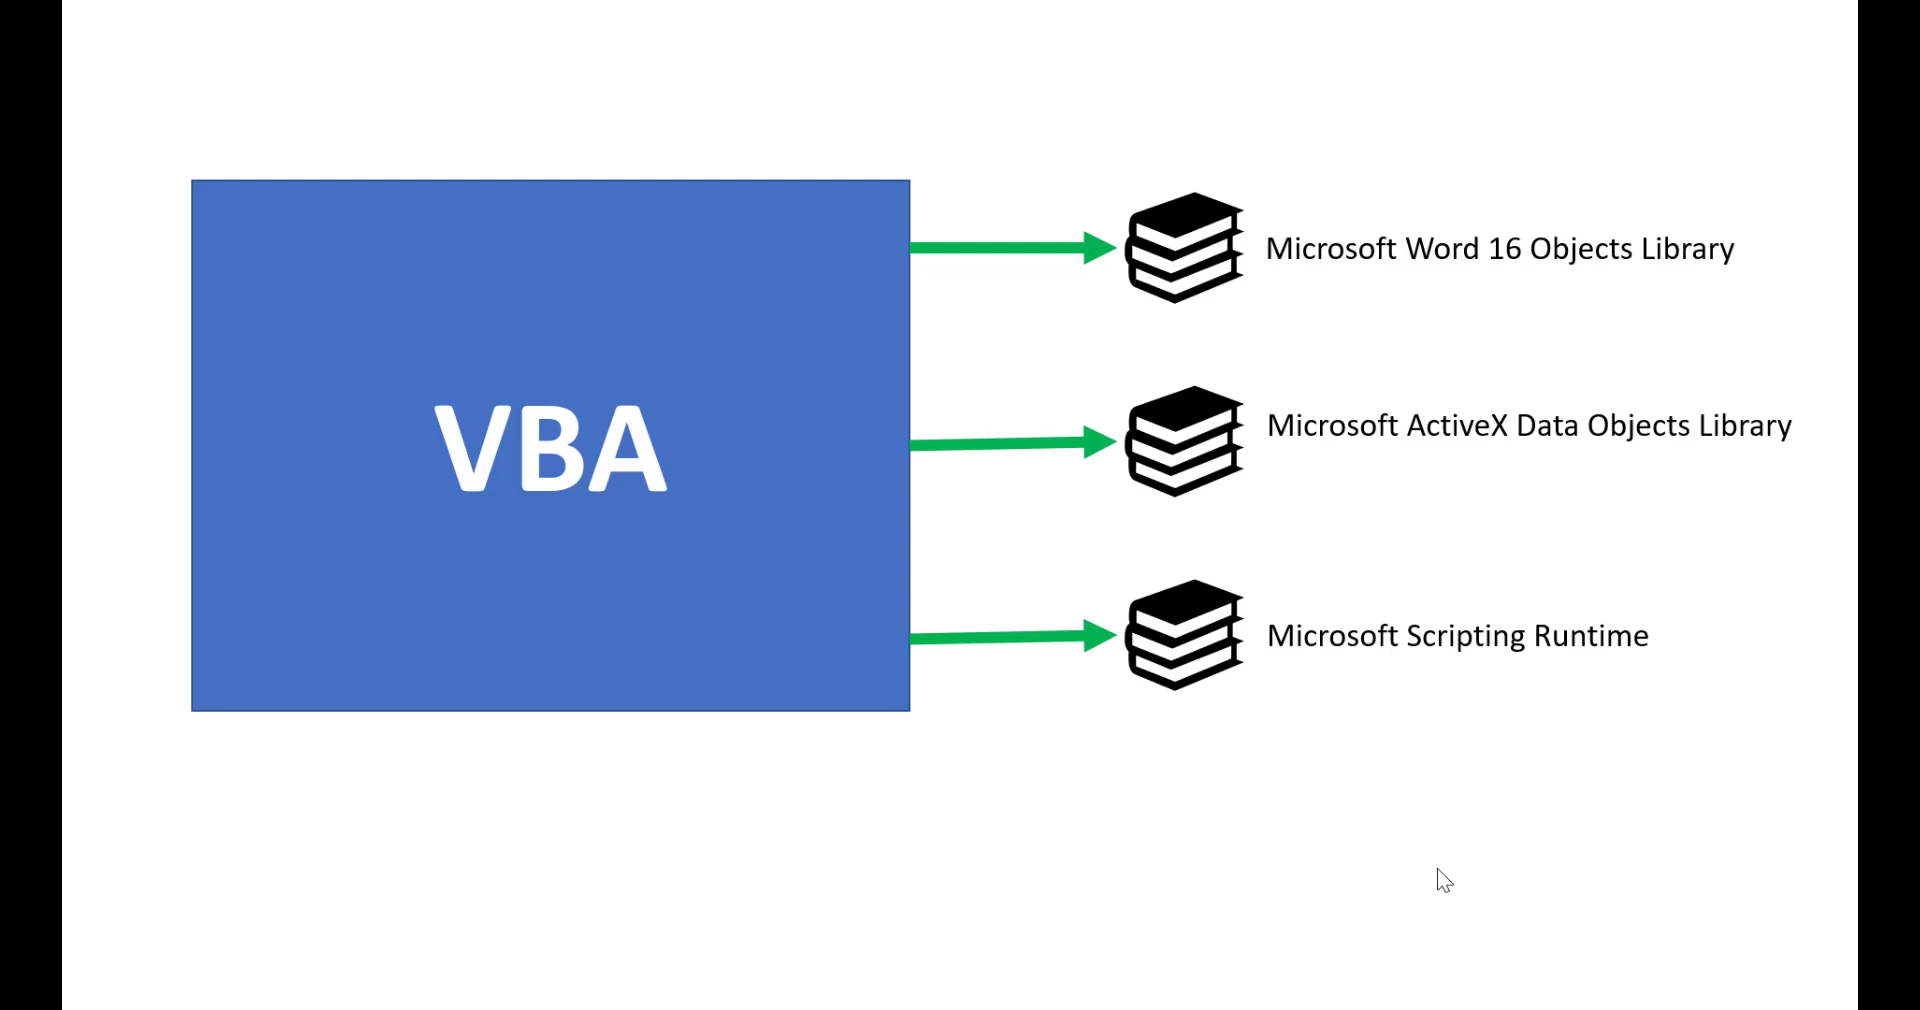 VBA
Microsoft Word 16 Objects Library
Microsoft ActiveX Data Objects Library
Microsoft Scripting Runtime